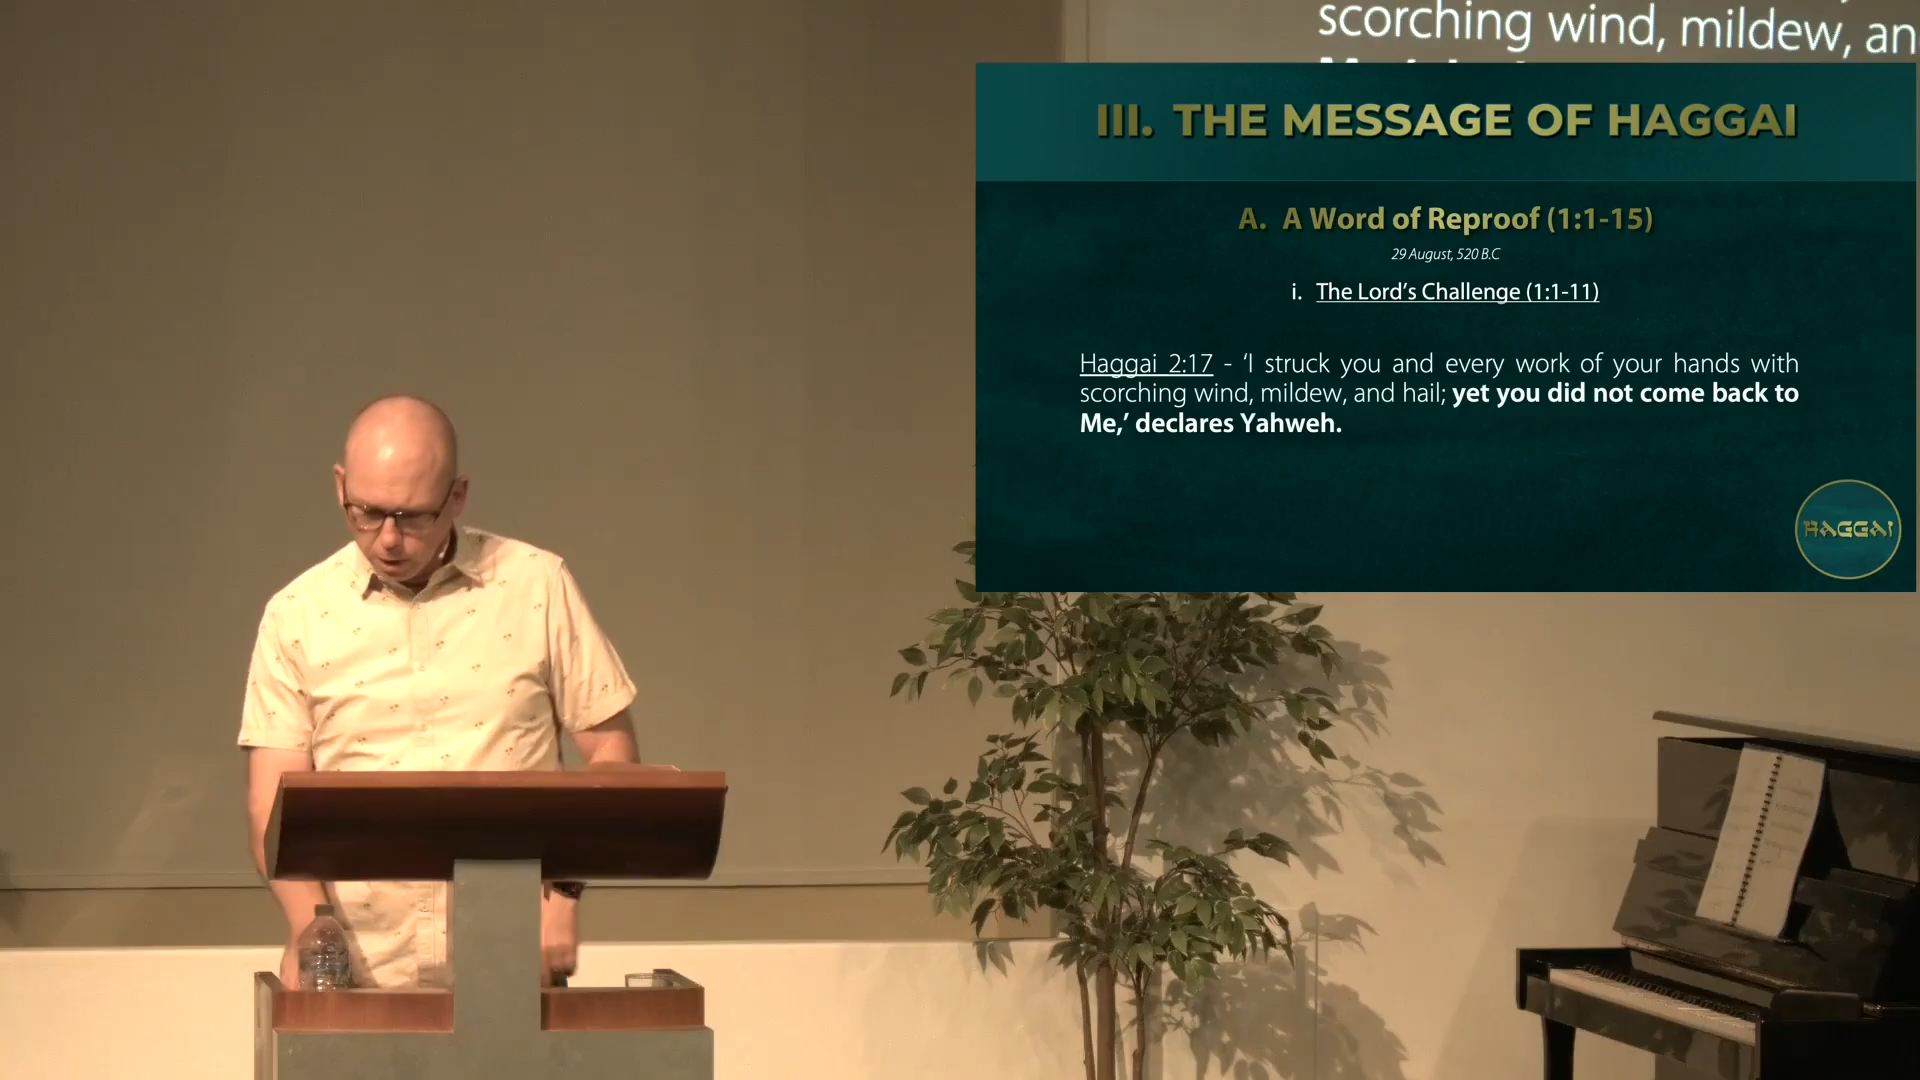 scorching wind, mildew, an
III. THE MESSAGE OF HAGGAI
A. A Word of Reproof (1:1-15)
29 August, 520 B.C
i. The Lord's Challenge (1:1-11)
Haggai 2:17 - ‘I struck you and every work of your hands with
scorching wind, mildew, and hail; yet you did not come back to
Me,’ declares Yahweh.
HAGGAI